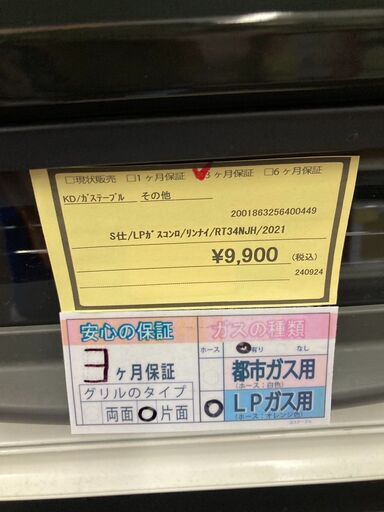 □現状販売 □1ヶ月保証 □3ヶ月保証 □6ヶ月保証
KD/ガステーブル その他
2001863256400449
S仕/LPガスコンロ/リンナイ/RT34NJH/2021
¥9,900 (税込)
240924
安心の保証
3ヶ月保証
グリルのタイプ
両面 ○片面
ガスの種類
ホース 有り なし
都市ガス用
(ホース:白色)
○LPガス用
(ホース:オレンジ色)